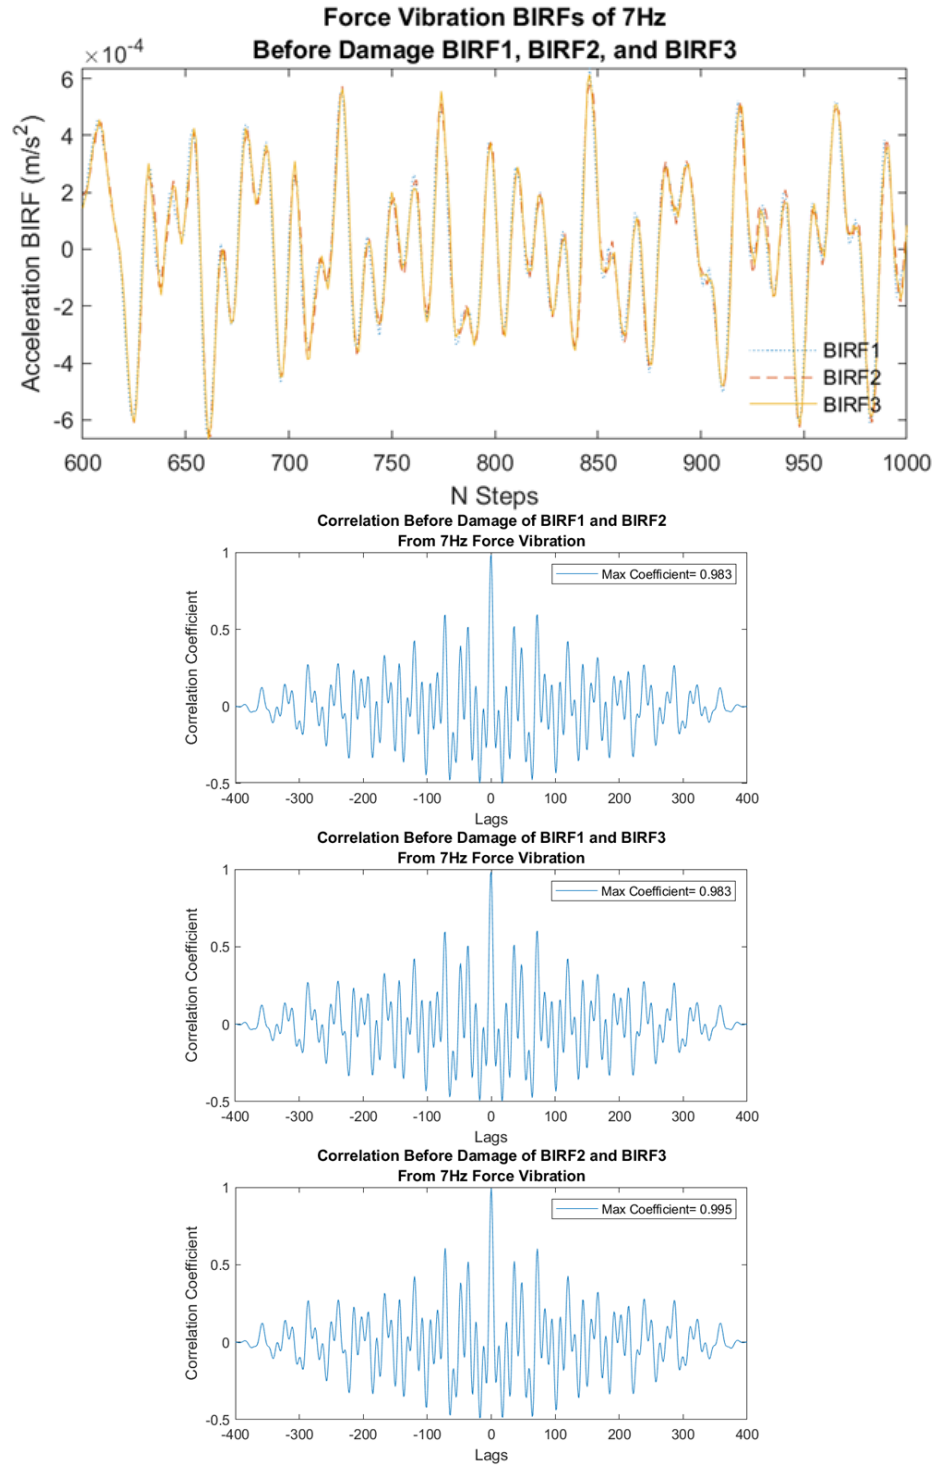 Force Vibration BIRFs of 7Hz
Before Damage BIRF1, BIRF2, and BIRF3
×10-4
6
4
2
0
-2
-4
-6
Acceleration BIRF (m/s2)
BIRF1
BIRF2
BIRF3
600 650 700 750 800 850 900 950 1000
N Steps
Correlation Before Damage of BIRF1 and BIRF2
From 7Hz Force Vibration
1
0.5
0
-0.5
Correlation Coefficient
Max Coefficient= 0.983
-400 -300 -200 -100 0 100 200 300 400
Lags
Correlation Before Damage of BIRF1 and BIRF3
From 7Hz Force Vibration
1
0.5
0
-0.5
Correlation Coefficient
Max Coefficient= 0.983
-400 -300 -200 -100 0 100 200 300 400
Lags
Correlation Before Damage of BIRF2 and BIRF3
From 7Hz Force Vibration
1
0.5
0
-0.5
Correlation Coefficient
Max Coefficient= 0.995
-400 -300 -200 -100 0 100 200 300 400
Lags